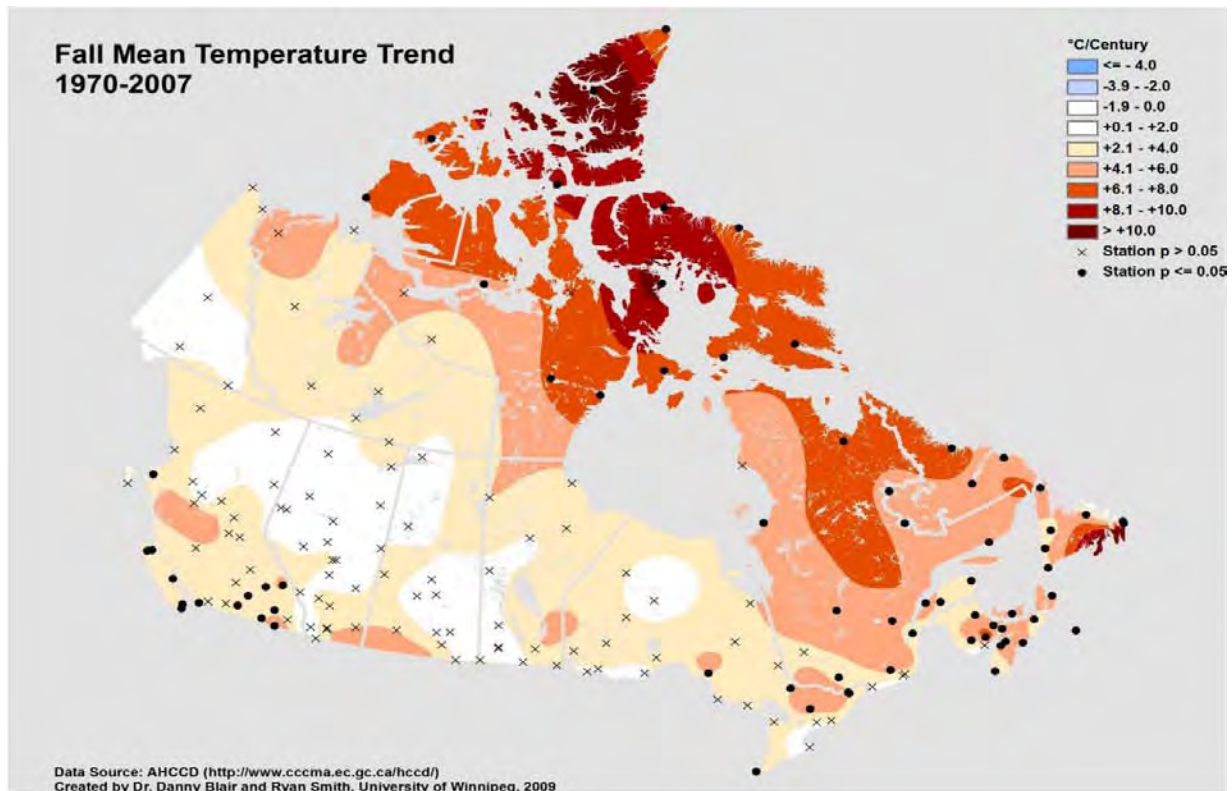 Fall Mean Temperature Trend
1970-2007
°C/Century
<= - 4.0
-3.9 - -2.0
-1.9 - 0.0
+0.1 - +2.0
+2.1 - +4.0
+4.1 - +6.0
+6.1 - +8.0
+8.1 - +10.0
> +10.0
Station p > 0.05
Station p <= 0.05
Data Source: AHCCD (http://www.cccma.ec.gc.ca/hccd/)
Created by Dr. Danny Blair and Ryan Smith, University of Winnipeg, 2009